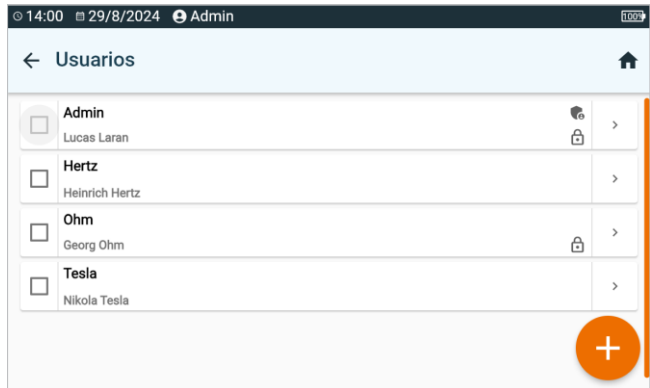 14:00 29/8/2024 Admin 100%
Usuarios
Admin
Lucas Laran
Hertz
Heinrich Hertz
Ohm
Georg Ohm
Tesla
Nikola Tesla